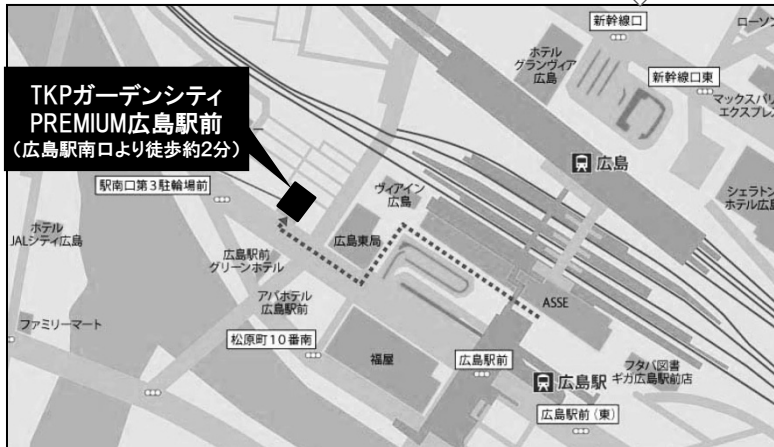 新幹線口
ローソン
ホテル
グランヴィア
広島
新幹線口東
マックスバリ
エクスプレス
TKPガーデンシティ
PREMIUM広島駅前
(広島駅南口より徒歩約2分)
広島
駅南口第3駐輪場前
ヴィアイン
広島
シェラトン
ホテル広島
ホテル
JALシティ広島
広島東局
広島駅前
グリーンホテル
アパホテル
広島駅前
ASSE
ファミリーマート
松原町10番南
福屋
広島駅前
広島駅
フタバ図書
ギガ広島駅前店
広島駅前(東)